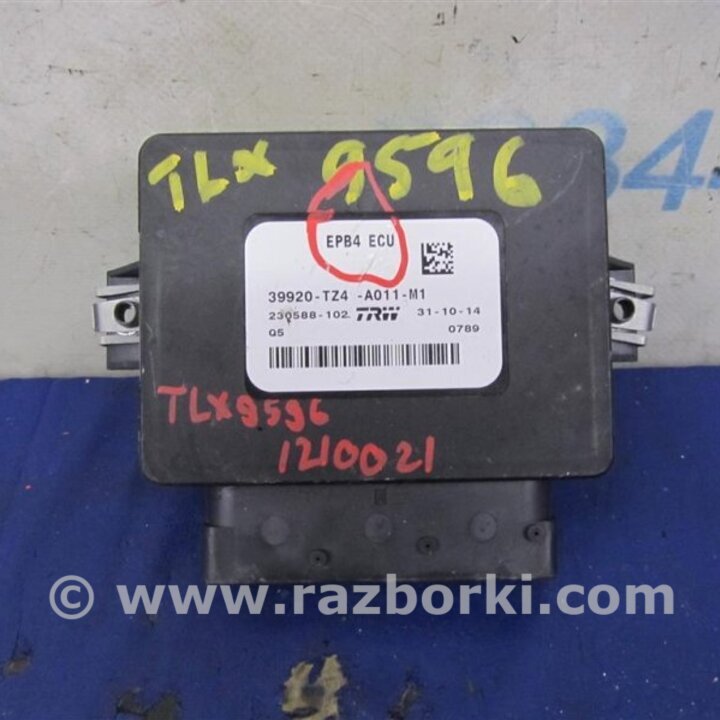 TLX 9596
EPB4 ECU
39920-TZ4 -A011-M1
230588-102 TRW 31-10-14
Q5 0789
TLX9596
1210021
© www.razborki.com